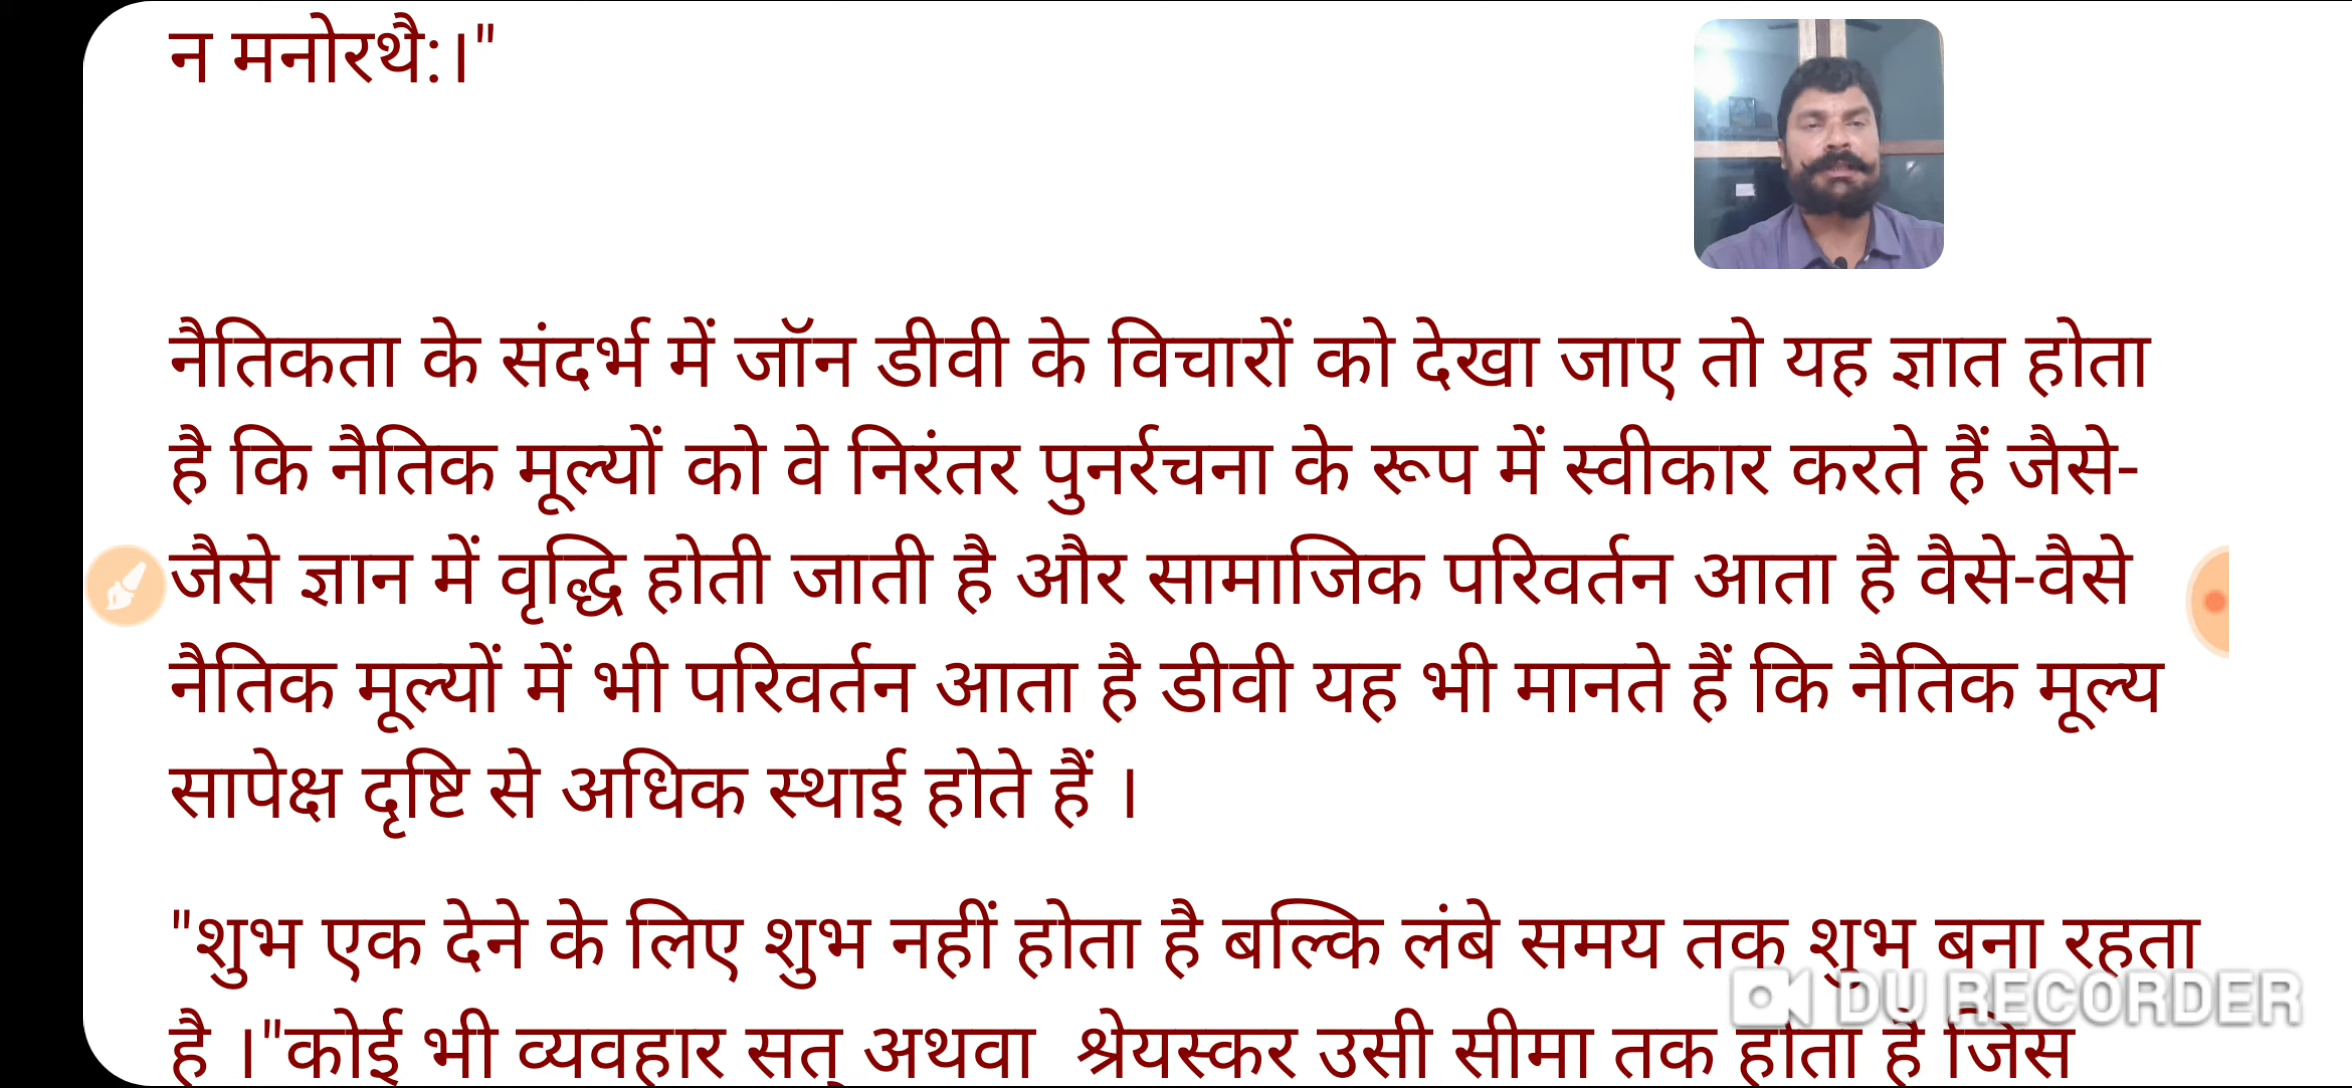 न मनोरथै:।"
नैतिकता के संदर्भ में जॉन डीवी के विचारों को देखा जाए तो यह ज्ञात होता
है कि नैतिक मूल्यों को वे निरंतर पुनर्रचना के रूप में स्वीकार करते हैं जैसे-
जैसे ज्ञान में वृद्धि होती जाती है और सामाजिक परिवर्तन आता है वैसे-वैसे
नैतिक मूल्यों में भी परिवर्तन आता है डीवी यह भी मानते हैं कि नैतिक मूल्य
सापेक्ष दृष्टि से अधिक स्थाई होते हैं ।
"शुभ एक देने के लिए शुभ नहीं होता है बल्कि लंबे समय तक शुभ बना रहता
है ।"कोई भी व्यवहार सत् अथवा श्रेयस्कर उसी सीमा तक होता है जिस
DU RECORDER